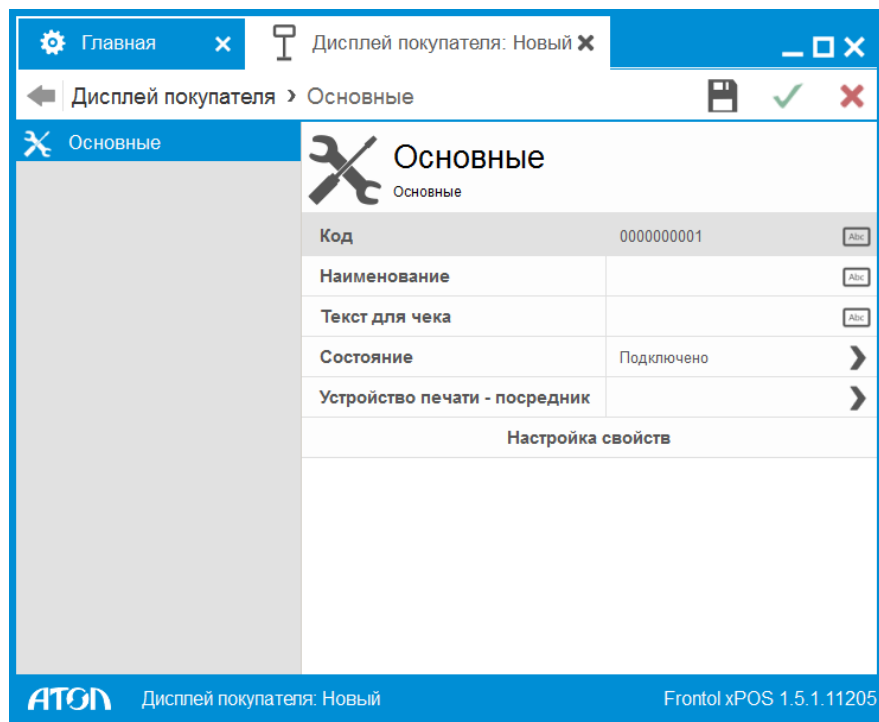 Главная
Дисплей покупателя: Новый
Дисплей покупателя › Основные
Основные
Основные
Основные
Код 0000000001 Abc
Наименование Abc
Текст для чека Abc
Состояние Подключено
Устройство печати - посредник
Настройка свойств
АТОЛ Дисплей покупателя: Новый Frontol xPOS 1.5.1.11205